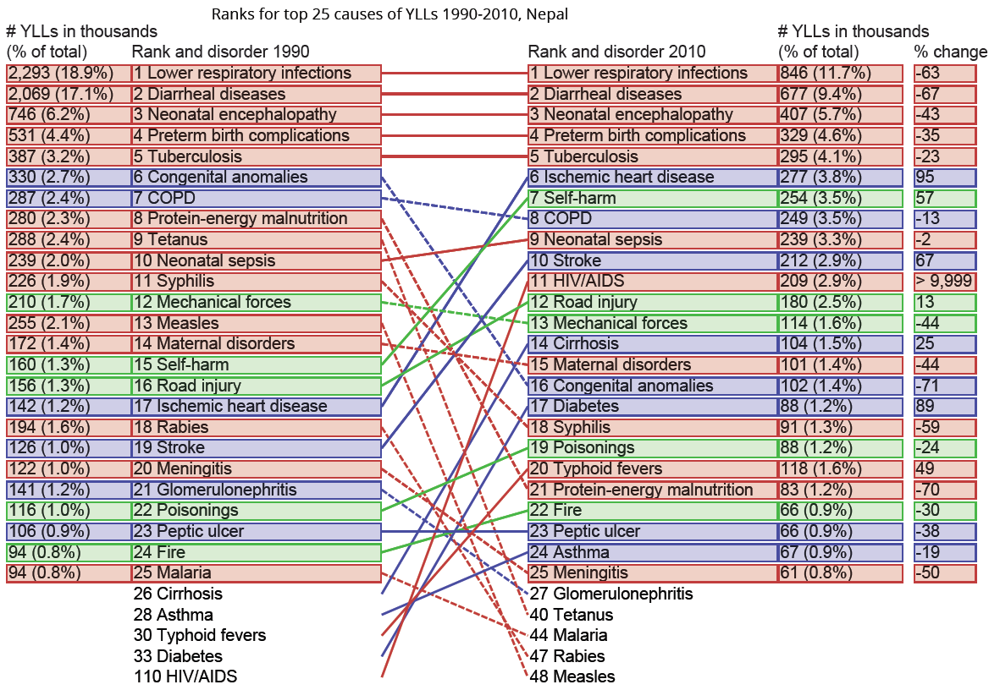 Ranks for top 25 causes of YLLs 1990-2010, Nepal
# YLLs in thousands # YLLs in thousands
(% of total) Rank and disorder 1990 Rank and disorder 2010 (% of total) % change
2,293 (18.9%) 1 Lower respiratory infections 1 Lower respiratory infections 846 (11.7%) -63
2,069 (17.1%) 2 Diarrheal diseases 2 Diarrheal diseases 677 (9.4%) -67
746 (6.2%) 3 Neonatal encephalopathy 3 Neonatal encephalopathy 407 (5.7%) -43
531 (4.4%) 4 Preterm birth complications 4 Preterm birth complications 329 (4.6%) -35
387 (3.2%) 5 Tuberculosis 5 Tuberculosis 295 (4.1%) -23
330 (2.7%) 6 Congenital anomalies 6 Ischemic heart disease 277 (3.8%) 95
287 (2.4%) 7 COPD 7 Self-harm 254 (3.5%) 57
280 (2.3%) 8 Protein-energy malnutrition 8 COPD 249 (3.5%) -13
288 (2.4%) 9 Tetanus 9 Neonatal sepsis 239 (3.3%) -2
239 (2.0%) 10 Neonatal sepsis 10 Stroke 212 (2.9%) 67
226 (1.9%) 11 Syphilis 11 HIV/AIDS 209 (2.9%) > 9,999
210 (1.7%) 12 Mechanical forces 12 Road injury 180 (2.5%) 13
255 (2.1%) 13 Measles 13 Mechanical forces 114 (1.6%) -44
172 (1.4%) 14 Maternal disorders 14 Cirrhosis 104 (1.5%) 25
160 (1.3%) 15 Self-harm 15 Maternal disorders 101 (1.4%) -44
156 (1.3%) 16 Road injury 16 Congenital anomalies 102 (1.4%) -71
142 (1.2%) 17 Ischemic heart disease 17 Diabetes 88 (1.2%) 89
194 (1.6%) 18 Rabies 18 Syphilis 91 (1.3%) -59
126 (1.0%) 19 Stroke 19 Poisonings 88 (1.2%) -24
122 (1.0%) 20 Meningitis 20 Typhoid fevers 118 (1.6%) 49
141 (1.2%) 21 Glomerulonephritis 21 Protein-energy malnutrition 83 (1.2%) -70
116 (1.0%) 22 Poisonings 22 Fire 66 (0.9%) -30
106 (0.9%) 23 Peptic ulcer 23 Peptic ulcer 66 (0.9%) -38
94 (0.8%) 24 Fire 24 Asthma 67 (0.9%) -19
94 (0.8%) 25 Malaria 25 Meningitis 61 (0.8%) -50
26 Cirrhosis 27 Glomerulonephritis
28 Asthma 40 Tetanus
30 Typhoid fevers 44 Malaria
33 Diabetes 47 Rabies
110 HIV/AIDS 48 Measles